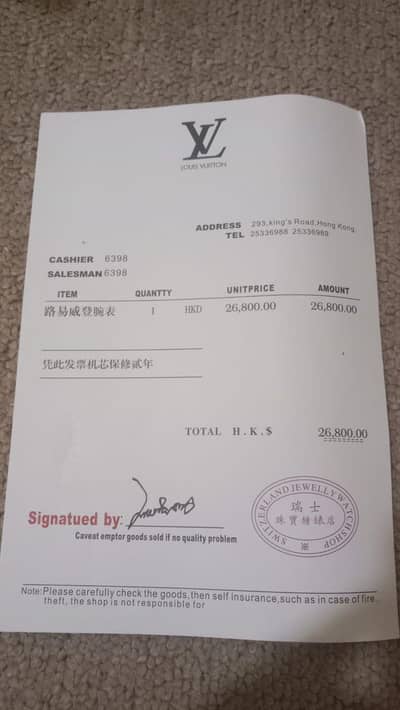 LV
LOUIS VUITTON
ADDRESS 293,king's Road,Hong Kong,
TEL 25336988 25336989
CASHIER 6398
SALESMAN 6398
ITEM QUANTTY UNITPRICE AMOUNT
路易威登腕表 1 HKD 26,800.00 26,800.00
凭此发票机芯保修贰年
TOTAL H.K.$ 26,800.00
Signatued by:
Caveat emptor goods sold if no quality problem
SWITZERLAND JEWELLY WATCH SHOP
瑞士
珠寶鐘錶店
Note:Please carefully check the goods,then self insurance,such as in case of fire,
theft, the shop is not responsible for